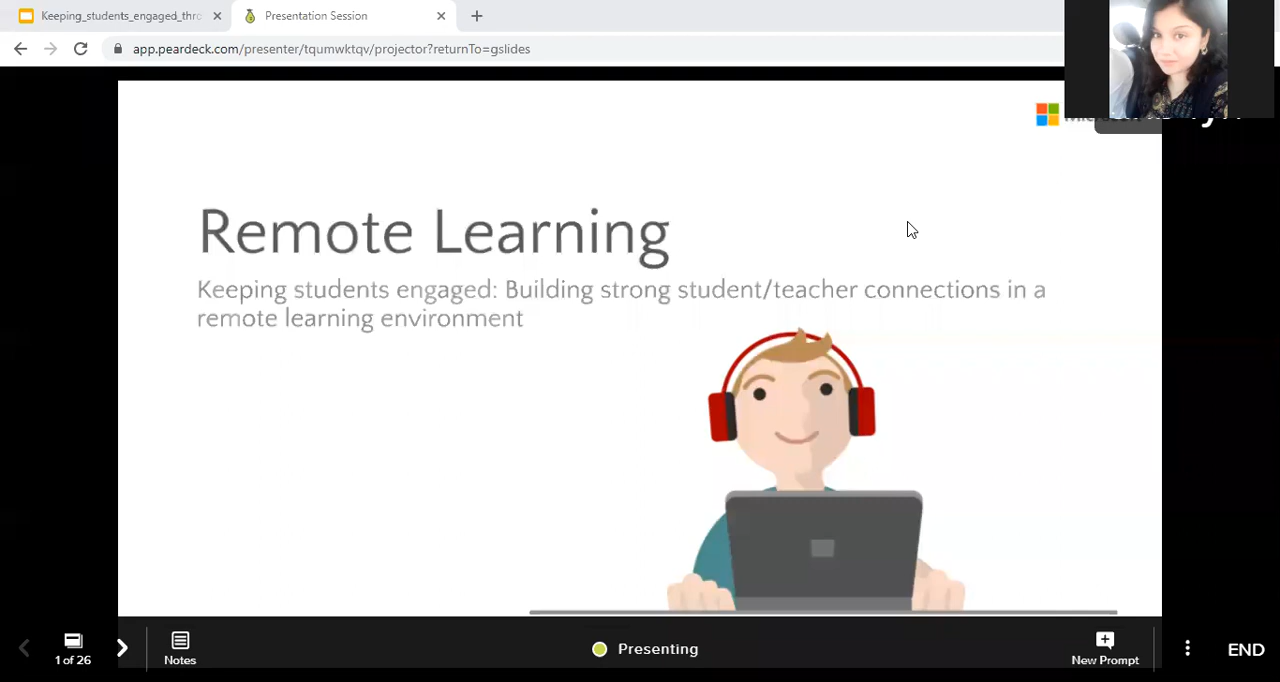 Keeping_students_engaged_thro
Presentation Session
app.peardeck.com/presenter/tqumwktqv/projector?returnTo=gslides
Remote Learning
Keeping students engaged: Building strong student/teacher connections in a
remote learning environment
1 of 26
Notes
Presenting
New Prompt
END